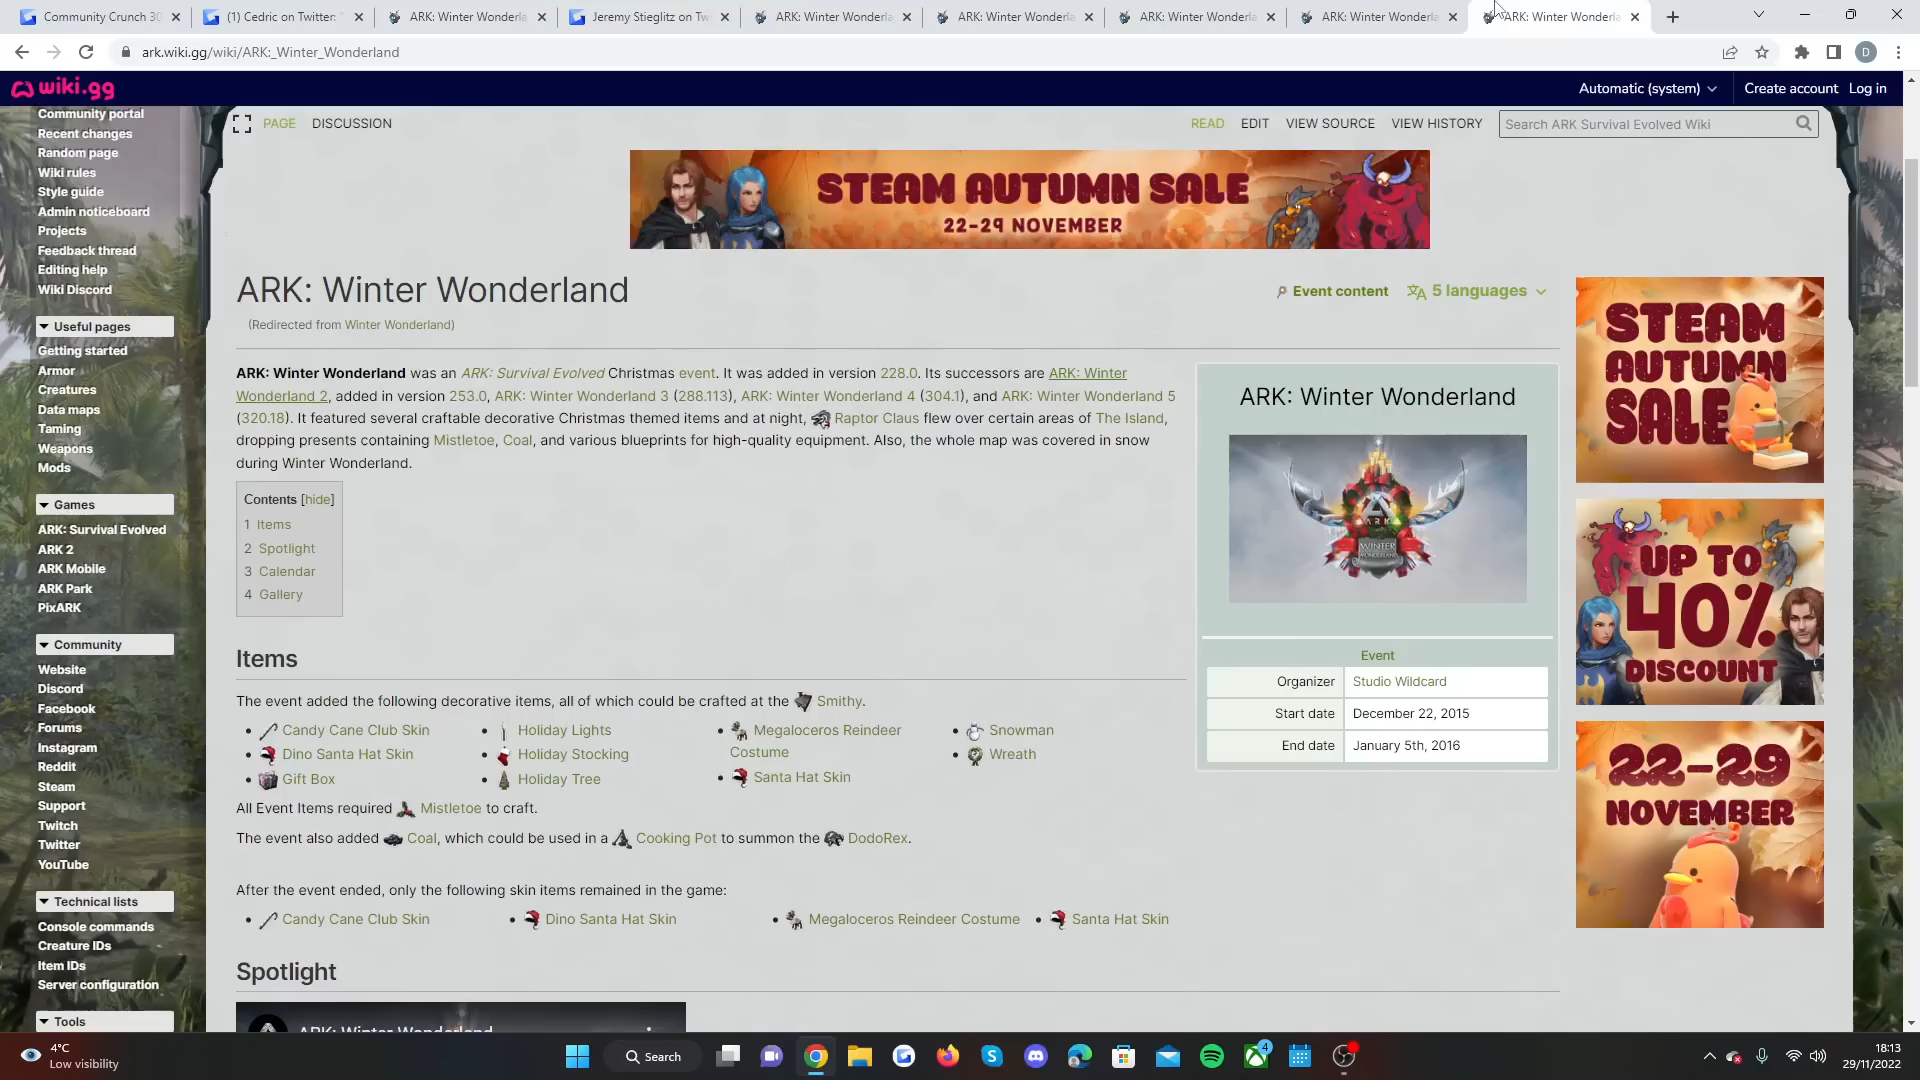 Community Crunch 30
(1) Cedric on Twitter: "
ARK: Winter Wonderla
Jeremy Stieglitz on Tw
ARK: Winter Wonderla
ARK: Winter Wonderla
ARK: Winter Wonderla
ARK: Winter Wonderla
ARK: Winter Wonderla
ark.wiki.gg/wiki/ARK:_Winter_Wonderland
D
wiki.gg
Automatic (system)
Create account
Log in
PAGE
DISCUSSION
READ
EDIT
VIEW SOURCE
VIEW HISTORY
Search ARK Survival Evolved Wiki
Community portal
Recent changes
Random page
Wiki rules
Style guide
Admin noticeboard
Projects
Feedback thread
Editing help
Wiki Discord
Useful pages
Getting started
Armor
Creatures
Data maps
Taming
Weapons
Mods
Games
ARK: Survival Evolved
ARK 2
ARK Mobile
ARK Park
PixARK
Community
Website
Discord
Facebook
Forums
Instagram
Reddit
Steam
Support
Twitch
Twitter
YouTube
Technical lists
Console commands
Creature IDs
Item IDs
Server configuration
Tools
STEAM AUTUMN SALE
22-29 NOVEMBER
ARK: Winter Wonderland
Event content
5 languages
(Redirected from Winter Wonderland)
ARK: Winter Wonderland was an ARK: Survival Evolved Christmas event. It was added in version 228.0. Its successors are ARK: Winter
Wonderland 2, added in version 253.0, ARK: Winter Wonderland 3 (288.113), ARK: Winter Wonderland 4 (304.1), and ARK: Winter Wonderland 5
(320.18). It featured several craftable decorative Christmas themed items and at night, Raptor Claus flew over certain areas of The Island,
dropping presents containing Mistletoe, Coal, and various blueprints for high-quality equipment. Also, the whole map was covered in snow
during Winter Wonderland.
Contents [hide]
1 Items
2 Spotlight
3 Calendar
4 Gallery
Items
The event added the following decorative items, all of which could be crafted at the Smithy.
Candy Cane Club Skin
Dino Santa Hat Skin
Gift Box
Holiday Lights
Holiday Stocking
Holiday Tree
Megaloceros Reindeer
Costume
Santa Hat Skin
Snowman
Wreath
All Event Items required Mistletoe to craft.
The event also added Coal, which could be used in a Cooking Pot to summon the DodoRex.
After the event ended, only the following skin items remained in the game:
Candy Cane Club Skin
Dino Santa Hat Skin
Megaloceros Reindeer Costume
Santa Hat Skin
Spotlight
ARK: Winter Wonderland
ARK: Winter Wonderland
ARK
WINTER
WONDERLAND
Event
Organizer
Studio Wildcard
Start date
December 22, 2015
End date
January 5th, 2016
STEAM
AUTUMN
SALE
UP TO
40%
DISCOUNT
22-29
NOVEMBER
4°C
Low visibility
Search
4
18:13
29/11/2022